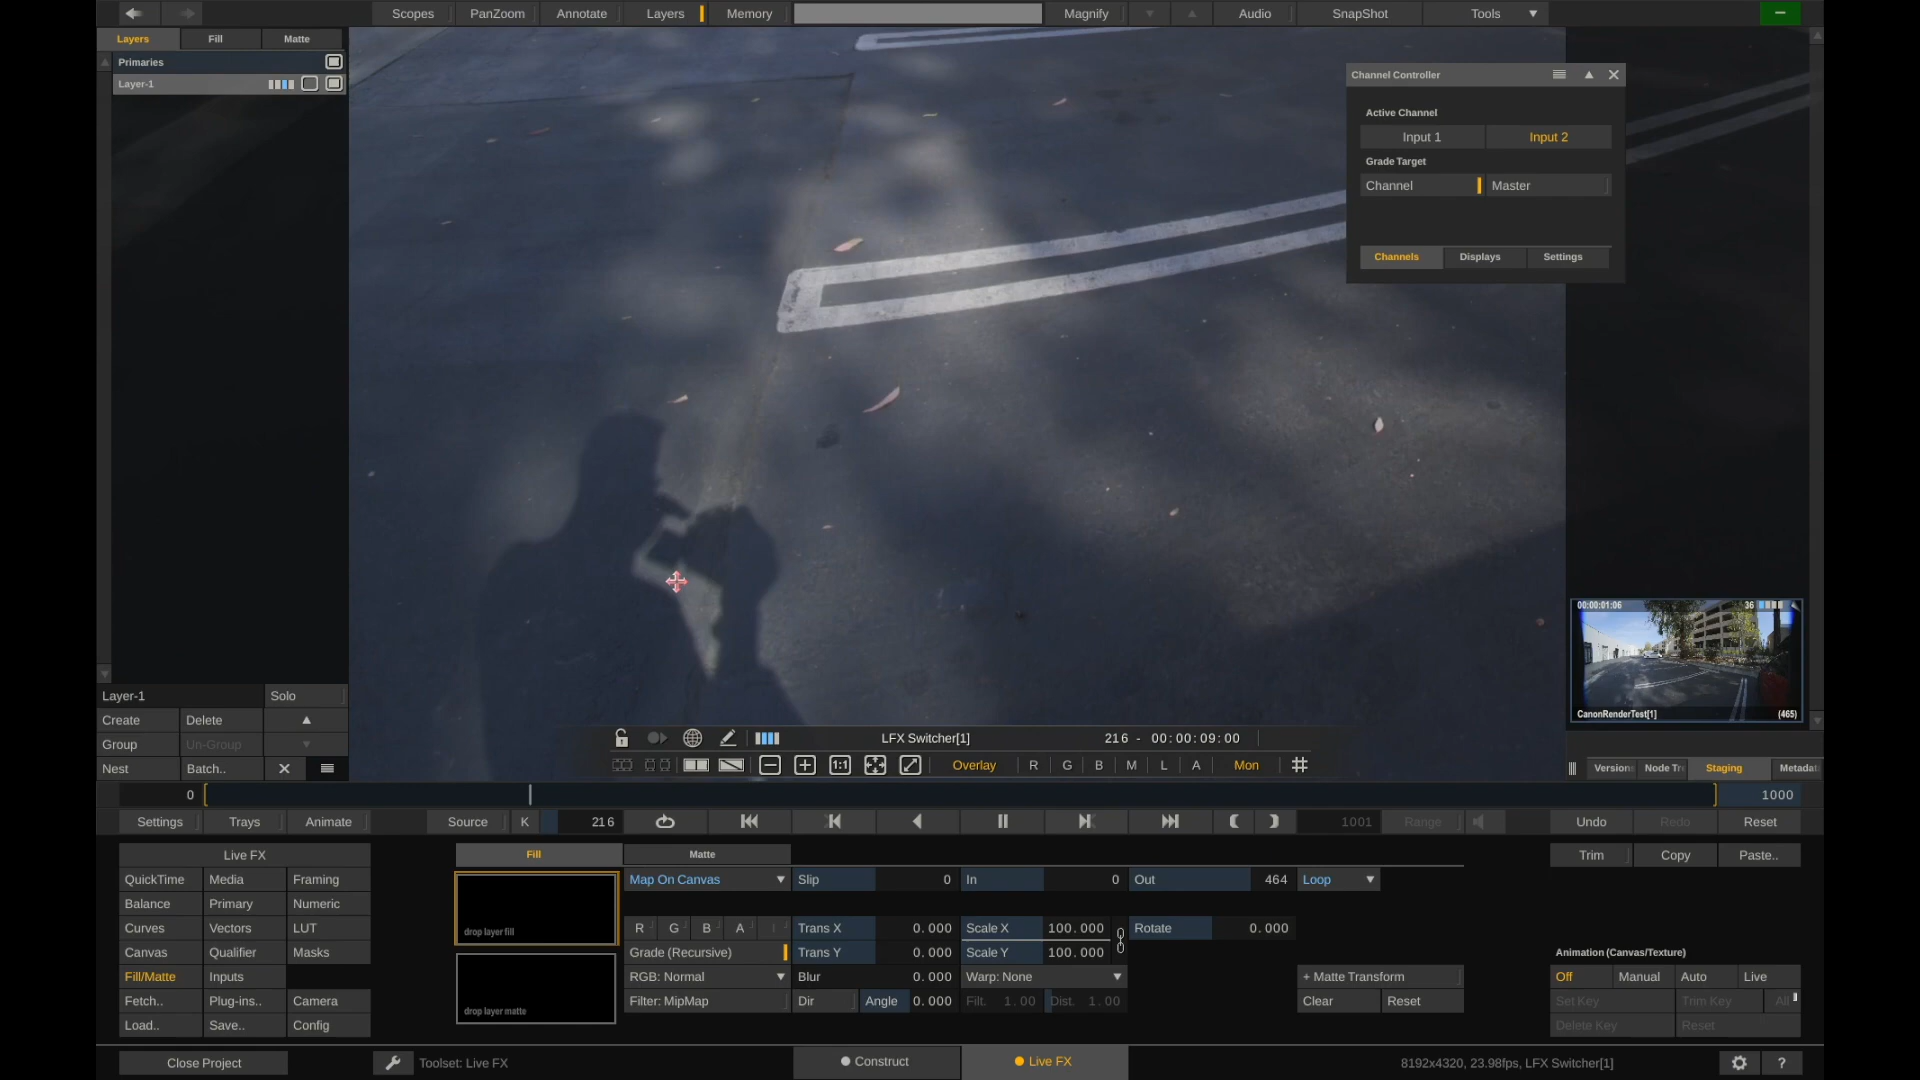 Scopes PanZoom Annotate Layers Memory Magnify Audio SnapShot Tools
Layers Fill Matte
Primaries
Layer-1
Channel Controller
Active Channel
Input 1 Input 2
Grade Target
Channel Master
Channels Displays Settings
00:00:01:06 36
CanonRenderTest[1] (465)
Layer-1 Solo
Create Delete
Group Un-Group
Nest Batch..
LFX Switcher[1] 216 - 00:00:09:00
1:1 Overlay R G B M L A Mon
Version Node Tr Staging Metadat
0 1000
Settings Trays Animate Source K 216 1001 Range Undo Redo Reset
Live FX Fill Matte Trim Copy Paste..
QuickTime Media Framing Map On Canvas Slip 0 In 0 Out 464 Loop
Balance Primary Numeric
Curves Vectors LUT drop layer fill R G B A Trans X 0.000 Scale X 100.000 Rotate 0.000
Canvas Qualifier Masks Grade (Recursive) Trans Y 0.000 Scale Y 100.000 Animation (Canvas/Texture)
Fill/Matte Inputs RGB: Normal Blur 0.000 Warp: None + Matte Transform Off Manual Auto Live
Fetch.. Plug-ins.. Camera drop layer matte Filter: MipMap Dir Angle 0.000 Filt. 1.00 Dist. 1.00 Clear Reset Set Key Trim Key All
Load.. Save.. Config Delete Key Reset
Close Project Toolset: Live FX Construct Live FX 8192x4320, 23.98fps, LFX Switcher[1] ?